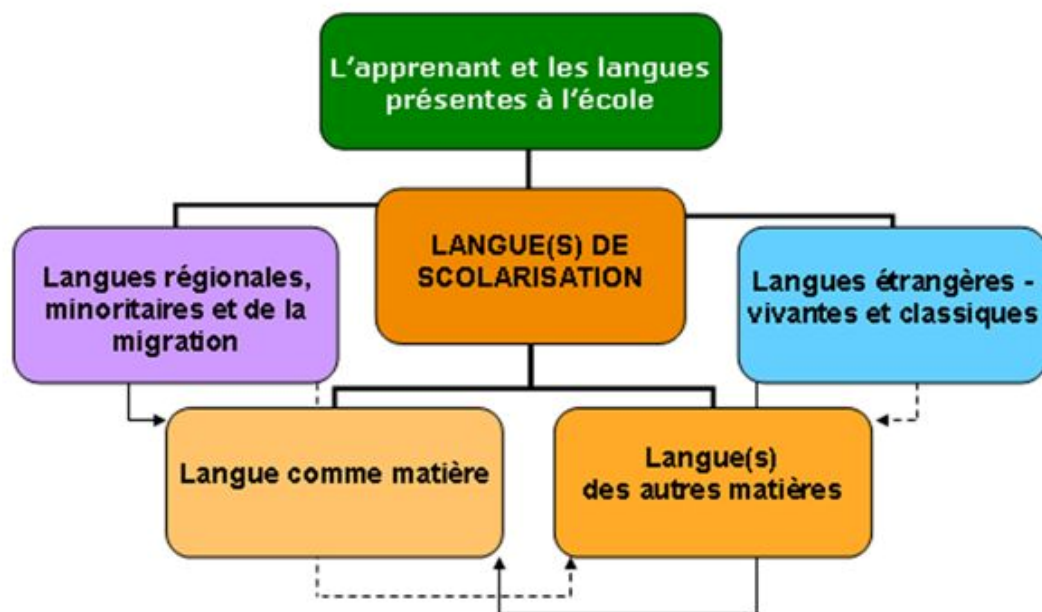 L'apprenant et les langues
présentes à l'école
LANGUE(S) DE
SCOLARISATION
Langues régionales,
minoritaires et de la
migration
Langues étrangères -
vivantes et classiques
Langue comme matière
Langue(s)
des autres matières